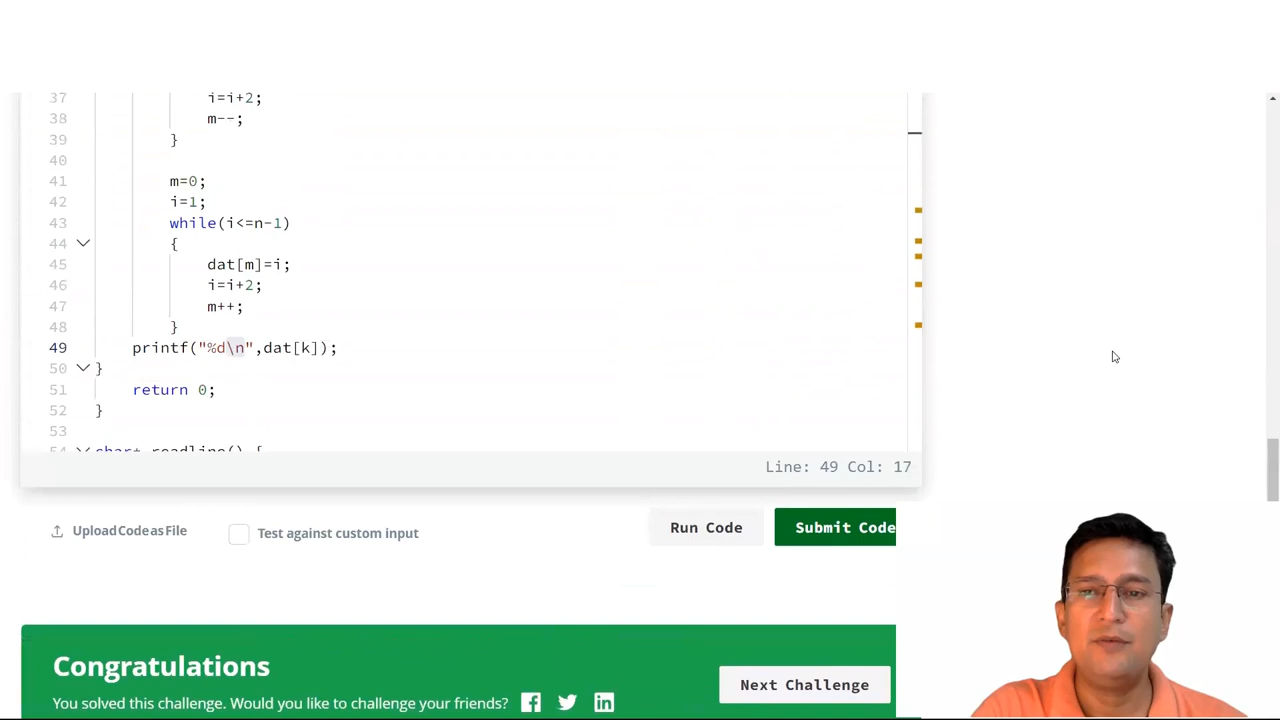 37 i=i+2;
38 m--;
39 }
40
41 m=0;
42 i=1;
43 while(i<=n-1)
44 {
45 dat[m]=i;
46 i=i+2;
47 m++;
48 }
49 printf("%d\n",dat[k]);
50 }
51 return 0;
52 }
53
54 char* readline() {
Line: 49 Col: 17
Upload Code as File
Test against custom input
Run Code
Submit Code
Congratulations
You solved this challenge. Would you like to challenge your friends?
Next Challenge